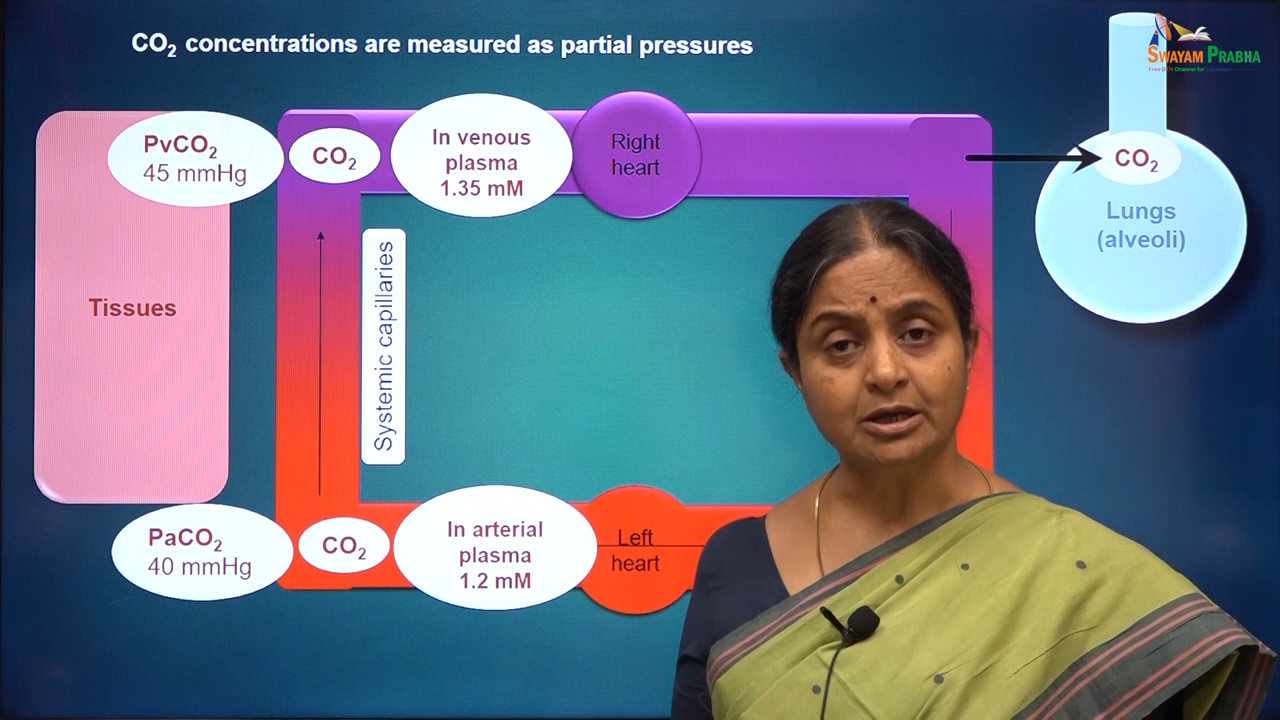 CO₂ concentrations are measured as partial pressures
SWAYAM PRABHA
PvCO₂
45 mmHg
CO₂
In venous
plasma
1.35 mM
Right
heart
CO₂
Lungs
(alveoli)
Tissues
Systemic capillaries
PaCO₂
40 mmHg
CO₂
In arterial
plasma
1.2 mM
Left
heart